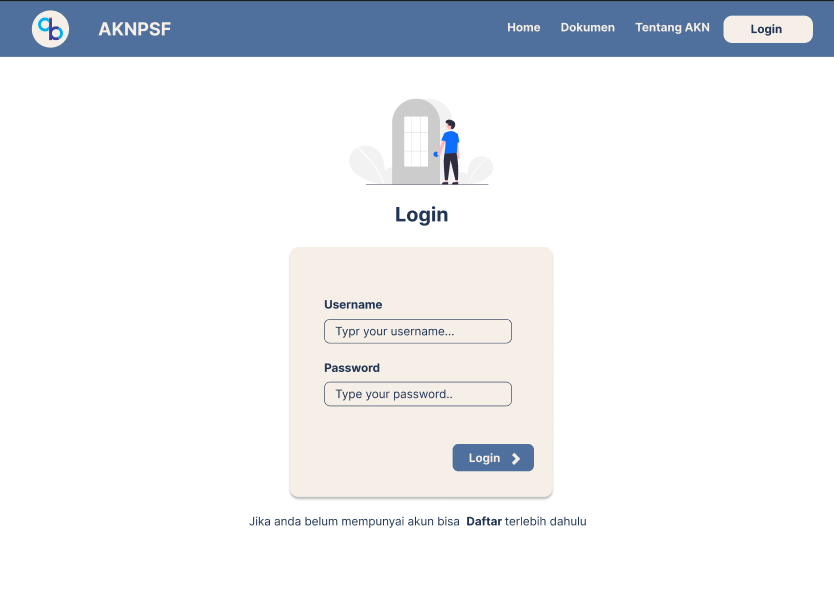 AKNPSF
Home Dokumen Tentang AKN Login
Login
Username
Typr your username...
Password
Type your password..
Login
Jika anda belum mempunyai akun bisa Daftar terlebih dahulu